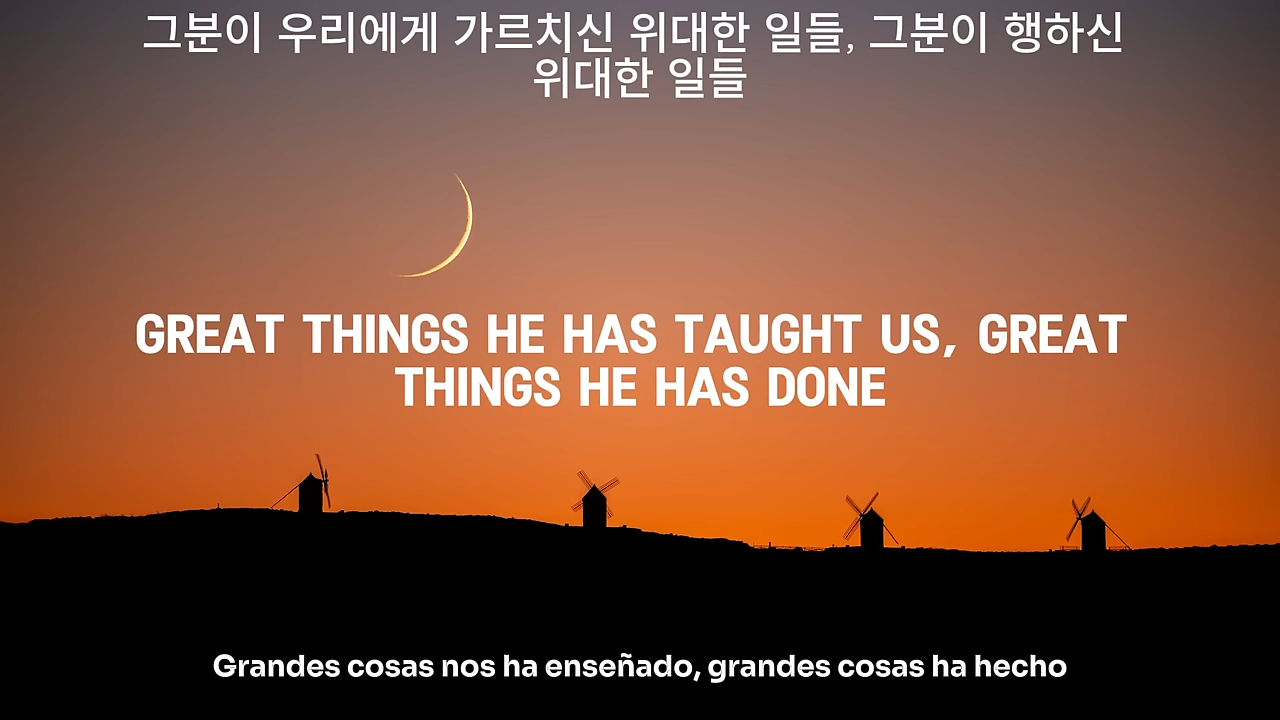 그분이 우리에게 가르치신 위대한 일들, 그분이 행하신
위대한 일들
GREAT THINGS HE HAS TAUGHT US, GREAT
THINGS HE HAS DONE
Grandes cosas nos ha enseñado, grandes cosas ha hecho